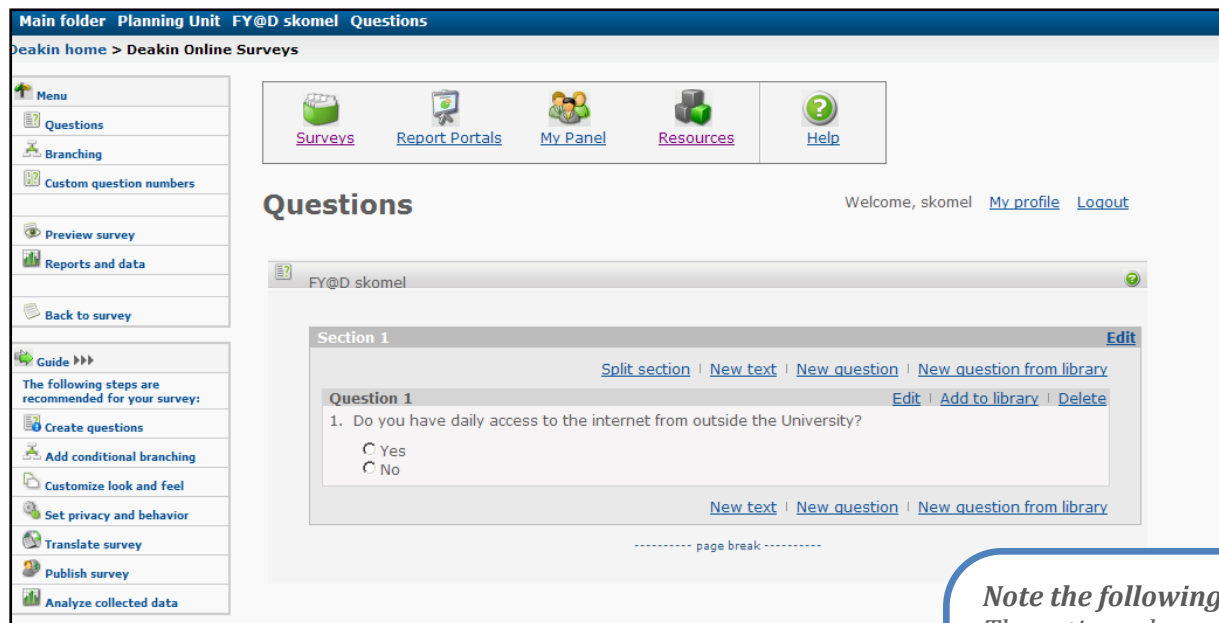 Main folder Planning Unit FY@D skomel Questions
Deakin home > Deakin Online Surveys
Menu
Questions
Branching
Custom question numbers
Preview survey
Reports and data
Back to survey
Guide
The following steps are
recommended for your survey:
Create questions
Add conditional branching
Customize look and feel
Set privacy and behavior
Translate survey
Publish survey
Analyze collected data
Surveys Report Portals My Panel Resources Help
Questions
Welcome, skomel My profile Logout
FY@D skomel
Section 1 Edit
Split section | New text | New question | New question from library
Question 1 Edit | Add to library | Delete
1. Do you have daily access to the internet from outside the University?
Yes
No
New text | New question | New question from library
---------- page break ----------
Note the following